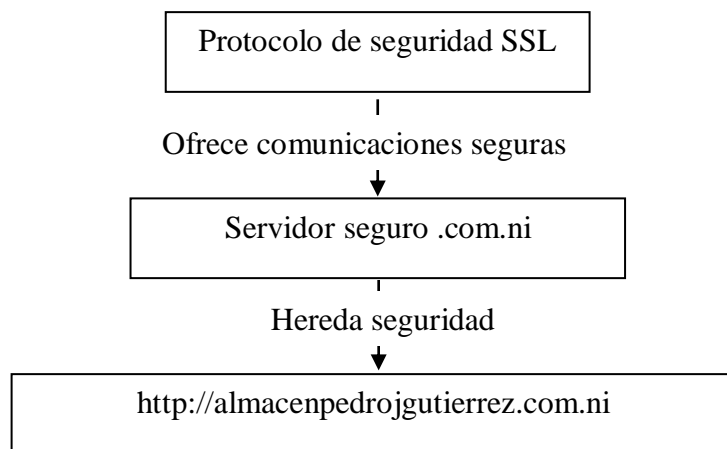 Protocolo de seguridad SSL
Ofrece comunicaciones seguras
Servidor seguro .com.ni
Hereda seguridad
http://almacenpedrojgutierrez.com.ni